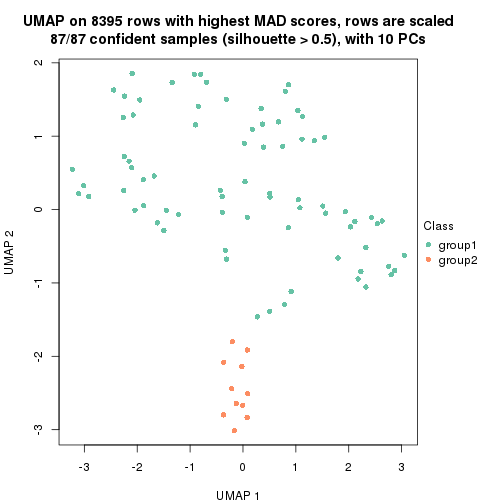 UMAP on 8395 rows with highest MAD scores, rows are scaled
87/87 confident samples (silhouette > 0.5), with 10 PCs
2
1
0
-1
-2
-3
UMAP 2
-3 -2 -1 0 1 2 3
UMAP 1
Class
group1
group2